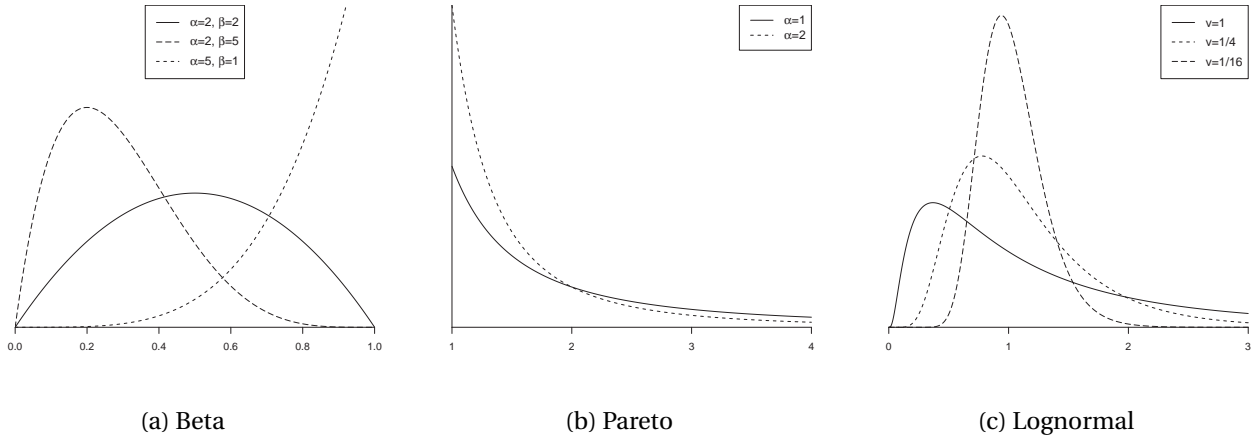 α=2, β=2
α=2, β=5
α=5, β=1
0.0 0.2 0.4 0.6 0.8 1.0
(a) Beta
α=1
α=2
1 2 3 4
(b) Pareto
v=1
v=1/4
v=1/16
0 1 2 3
(c) Lognormal